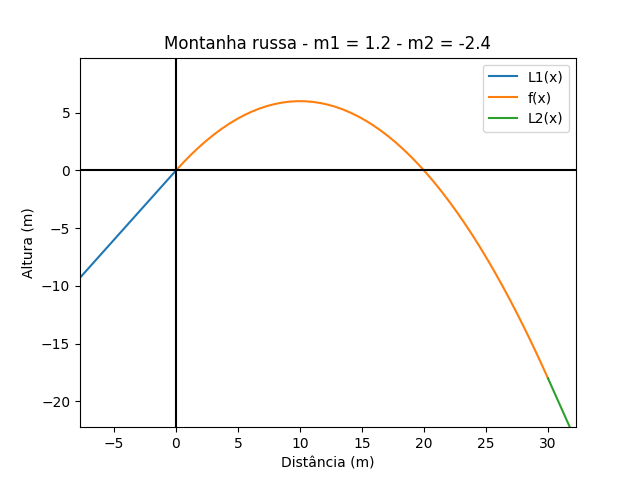 Montanha russa - m1 = 1.2 - m2 = -2.4
L1(x)
f(x)
L2(x)
Altura (m)
5
0
−5
−10
−15
−20
−5
0
5
10
15
20
25
30
Distância (m)